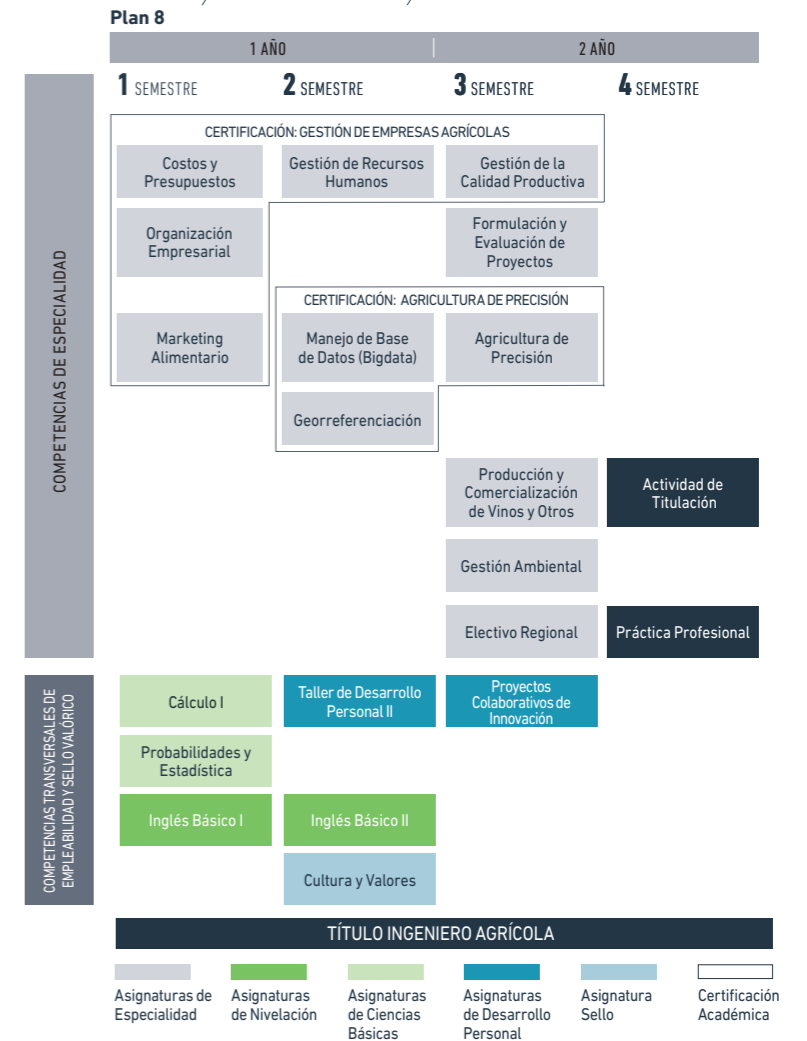 Plan 8
1 AÑO
2 AÑO
1 SEMESTRE
2 SEMESTRE
3 SEMESTRE
4 SEMESTRE
COMPETENCIAS DE ESPECIALIDAD
CERTIFICACIÓN: GESTIÓN DE EMPRESAS AGRÍCOLAS
Costos y
Presupuestos
Gestión de Recursos
Humanos
Gestión de la
Calidad Productiva
Organización
Empresarial
Formulación y
Evaluación de
Proyectos
CERTIFICACIÓN: AGRICULTURA DE PRECISIÓN
Marketing
Alimentario
Manejo de Base
de Datos (Bigdata)
Agricultura de
Precisión
Georreferenciación
Producción y
Comercialización
de Vinos y Otros
Actividad de
Titulación
Gestión Ambiental
Electivo Regional
Práctica Profesional
COMPETENCIAS TRANSVERSALES DE
EMPLEABILIDAD Y SELLO VALÓRICO
Cálculo I
Taller de Desarrollo
Personal II
Proyectos
Colaborativos de
Innovación
Probabilidades y
Estadística
Inglés Básico I
Inglés Básico II
Cultura y Valores
TÍTULO INGENIERO AGRÍCOLA
Asignaturas de
Especialidad
Asignaturas
de Nivelación
Asignaturas
de Ciencias
Básicas
Asignaturas
de Desarrollo
Personal
Asignatura
Sello
Certificación
Académica